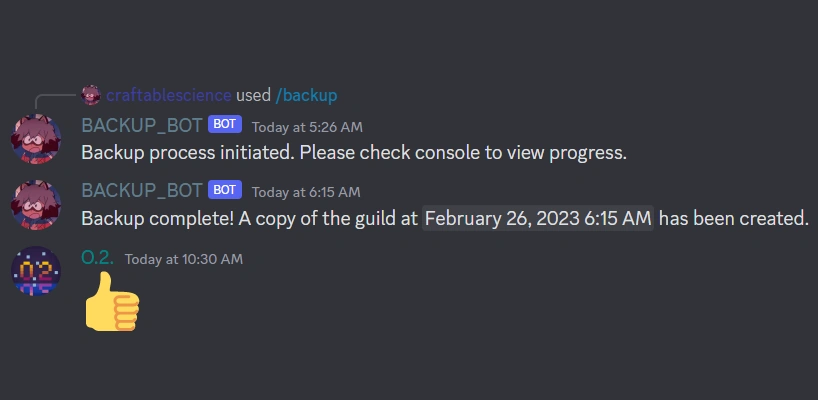 craftablescience used /backup
BACKUP_BOT BOT Today at 5:26 AM
Backup process initiated. Please check console to view progress.
BACKUP_BOT BOT Today at 6:15 AM
Backup complete! A copy of the guild at February 26, 2023 6:15 AM has been created.
O.2. Today at 10:30 AM